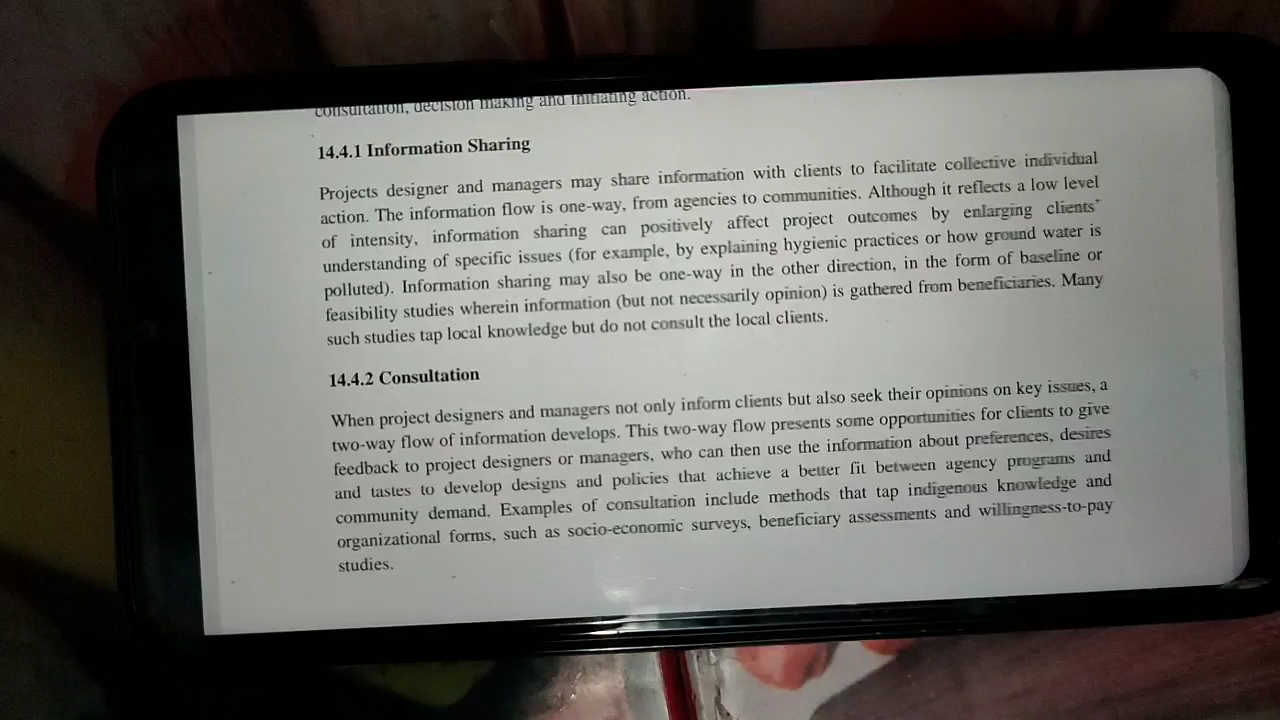 consultation, decision making and initiating action.
14.4.1 Information Sharing
Projects designer and managers may share information with clients to facilitate collective individual
action. The information flow is one-way, from agencies to communities. Although it reflects a low level
of intensity, information sharing can positively affect project outcomes by enlarging clients'
understanding of specific issues (for example, by explaining hygienic practices or how ground water is
polluted). Information sharing may also be one-way in the other direction, in the form of baseline or
feasibility studies wherein information (but not necessarily opinion) is gathered from beneficiaries. Many
such studies tap local knowledge but do not consult the local clients.
14.4.2 Consultation
When project designers and managers not only inform clients but also seek their opinions on key issues, a
two-way flow of information develops. This two-way flow presents some opportunities for clients to give
feedback to project designers or managers, who can then use the information about preferences, desires
and tastes to develop designs and policies that achieve a better fit between agency programs and
community demand. Examples of consultation include methods that tap indigenous knowledge and
organizational forms, such as socio-economic surveys, beneficiary assessments and willingness-to-pay
studies.